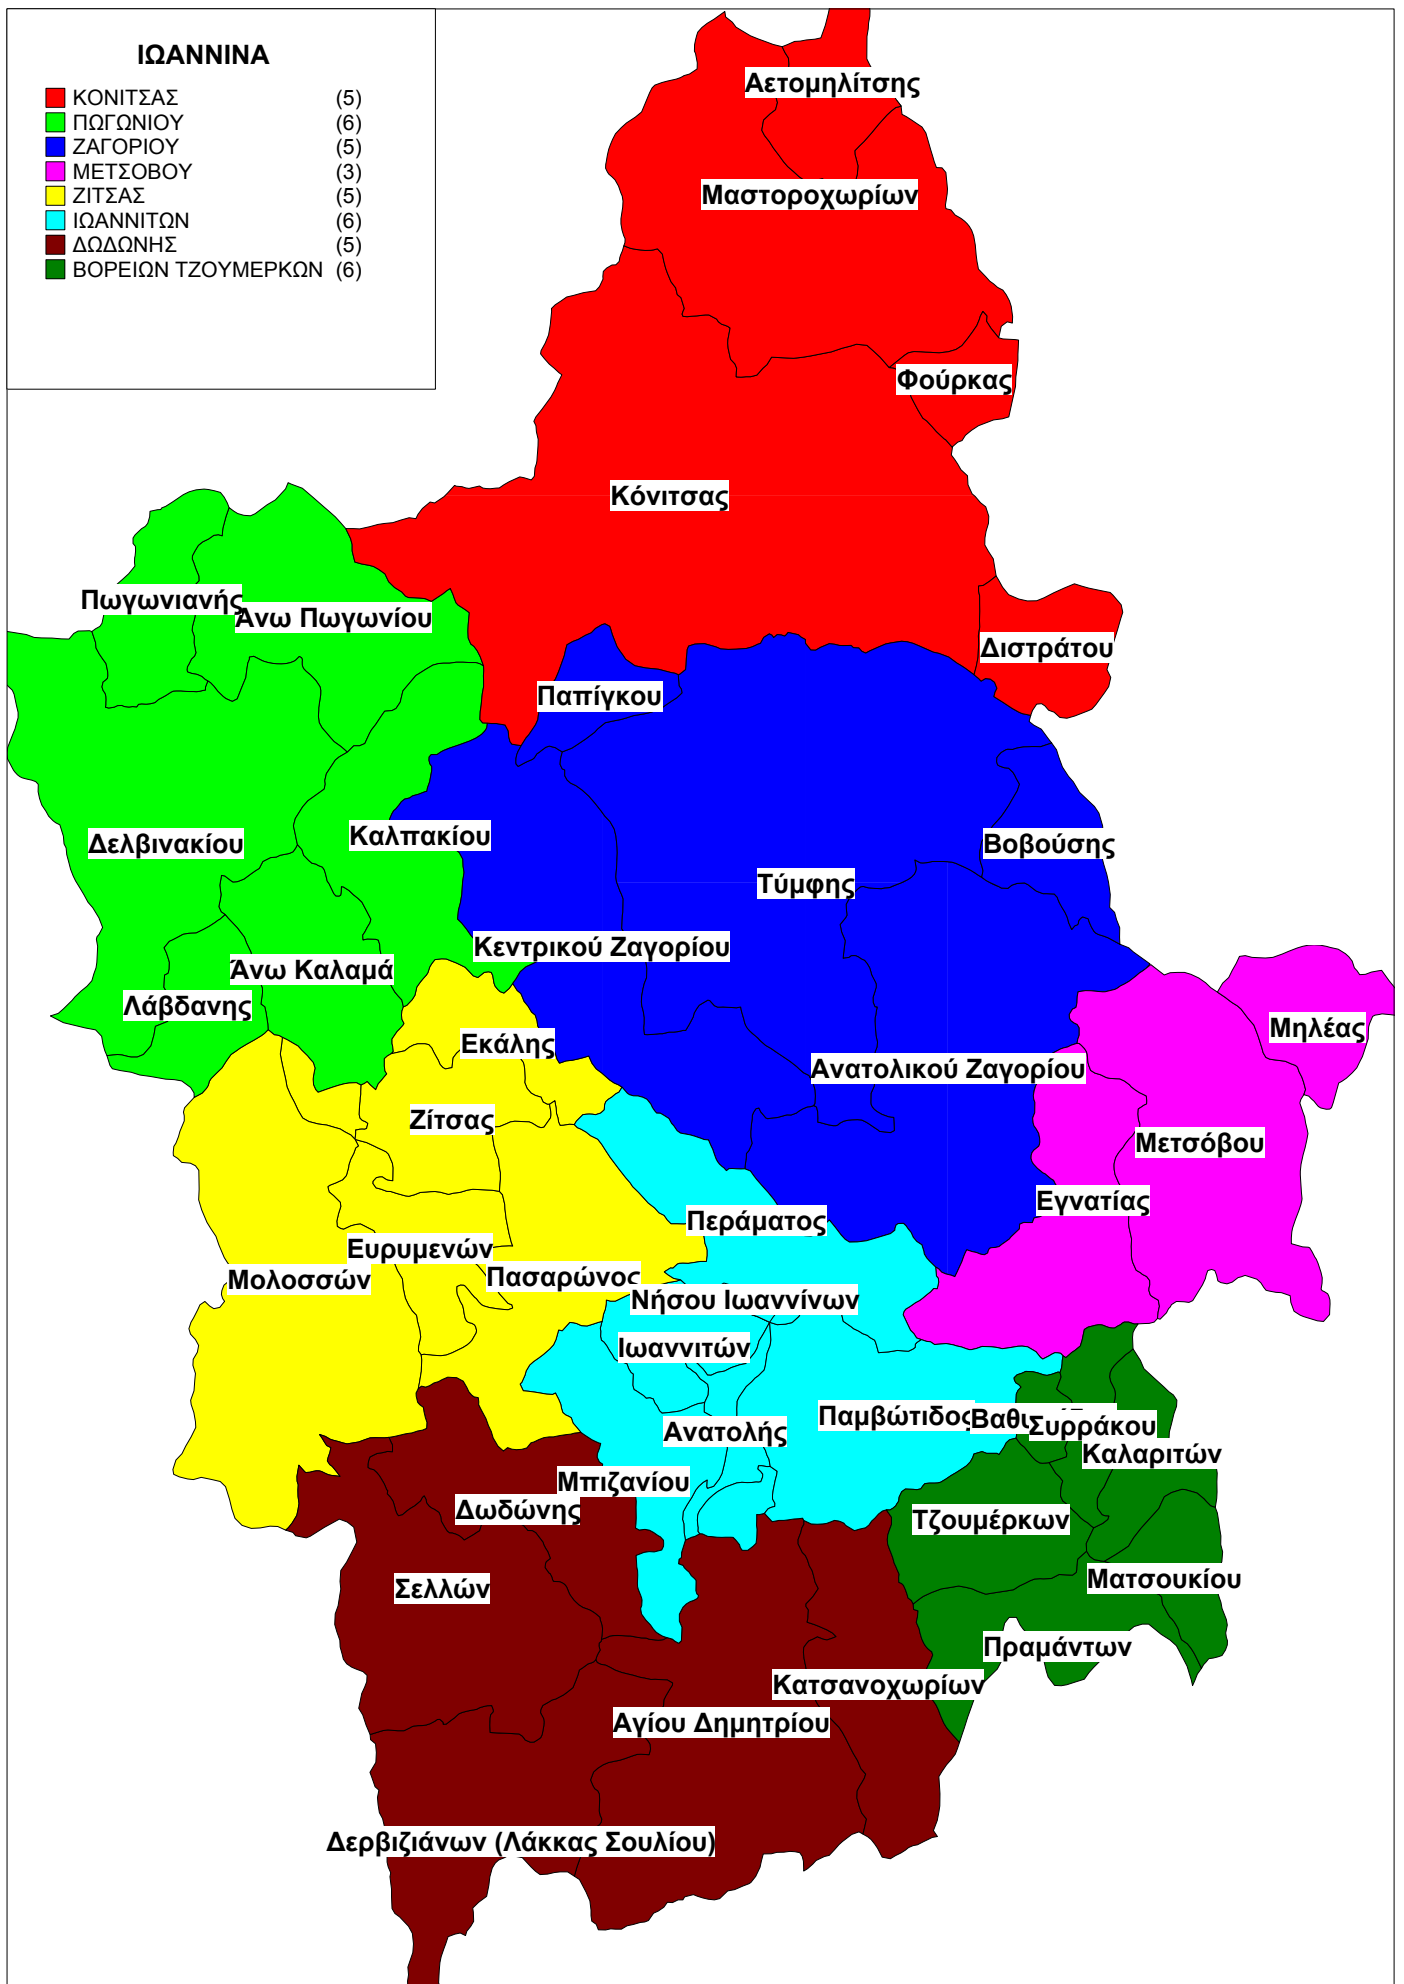 ΙΩΑΝΝΙΝΑ
ΚΟΝΙΤΣΑΣ (5)
ΠΩΓΩΝΙΟΥ (6)
ΖΑΓΟΡΙΟΥ (5)
ΜΕΤΣΟΒΟΥ (3)
ΖΙΤΣΑΣ (5)
ΙΩΑΝΝΙΤΩΝ (6)
ΔΩΔΩΝΗΣ (5)
ΒΟΡΕΙΩΝ ΤΖΟΥΜΕΡΚΩΝ (6)
Αετομηλίτσης
Μαστοροχωρίων
Φούρκας
Κόνιτσας
Πωγωνιανής
Άνω Πωγωνίου
Διστράτου
Παπίγκου
Δελβινακίου
Καλπακίου
Βοβούσης
Τύμφης
Κεντρικού Ζαγορίου
Άνω Καλαμά
Λάβδανης
Μηλέας
Εκάλης
Ανατολικού Ζαγορίου
Ζίτσας
Μετσόβου
Εγνατίας
Περάματος
Ευρυμενών
Μολοσσών
Πασαρώνος
Νήσου Ιωαννίνων
Ιωαννιτών
Παμβώτιδος
Συρράκου
Ανατολής
Καλαριτών
Μπιζανίου
Δωδώνης
Τζουμέρκων
Ματσουκίου
Σελλών
Πραμάντων
Κατσανοχωρίων
Αγίου Δημητρίου
Δερβιζιάνων (Λάκκας Σουλίου)